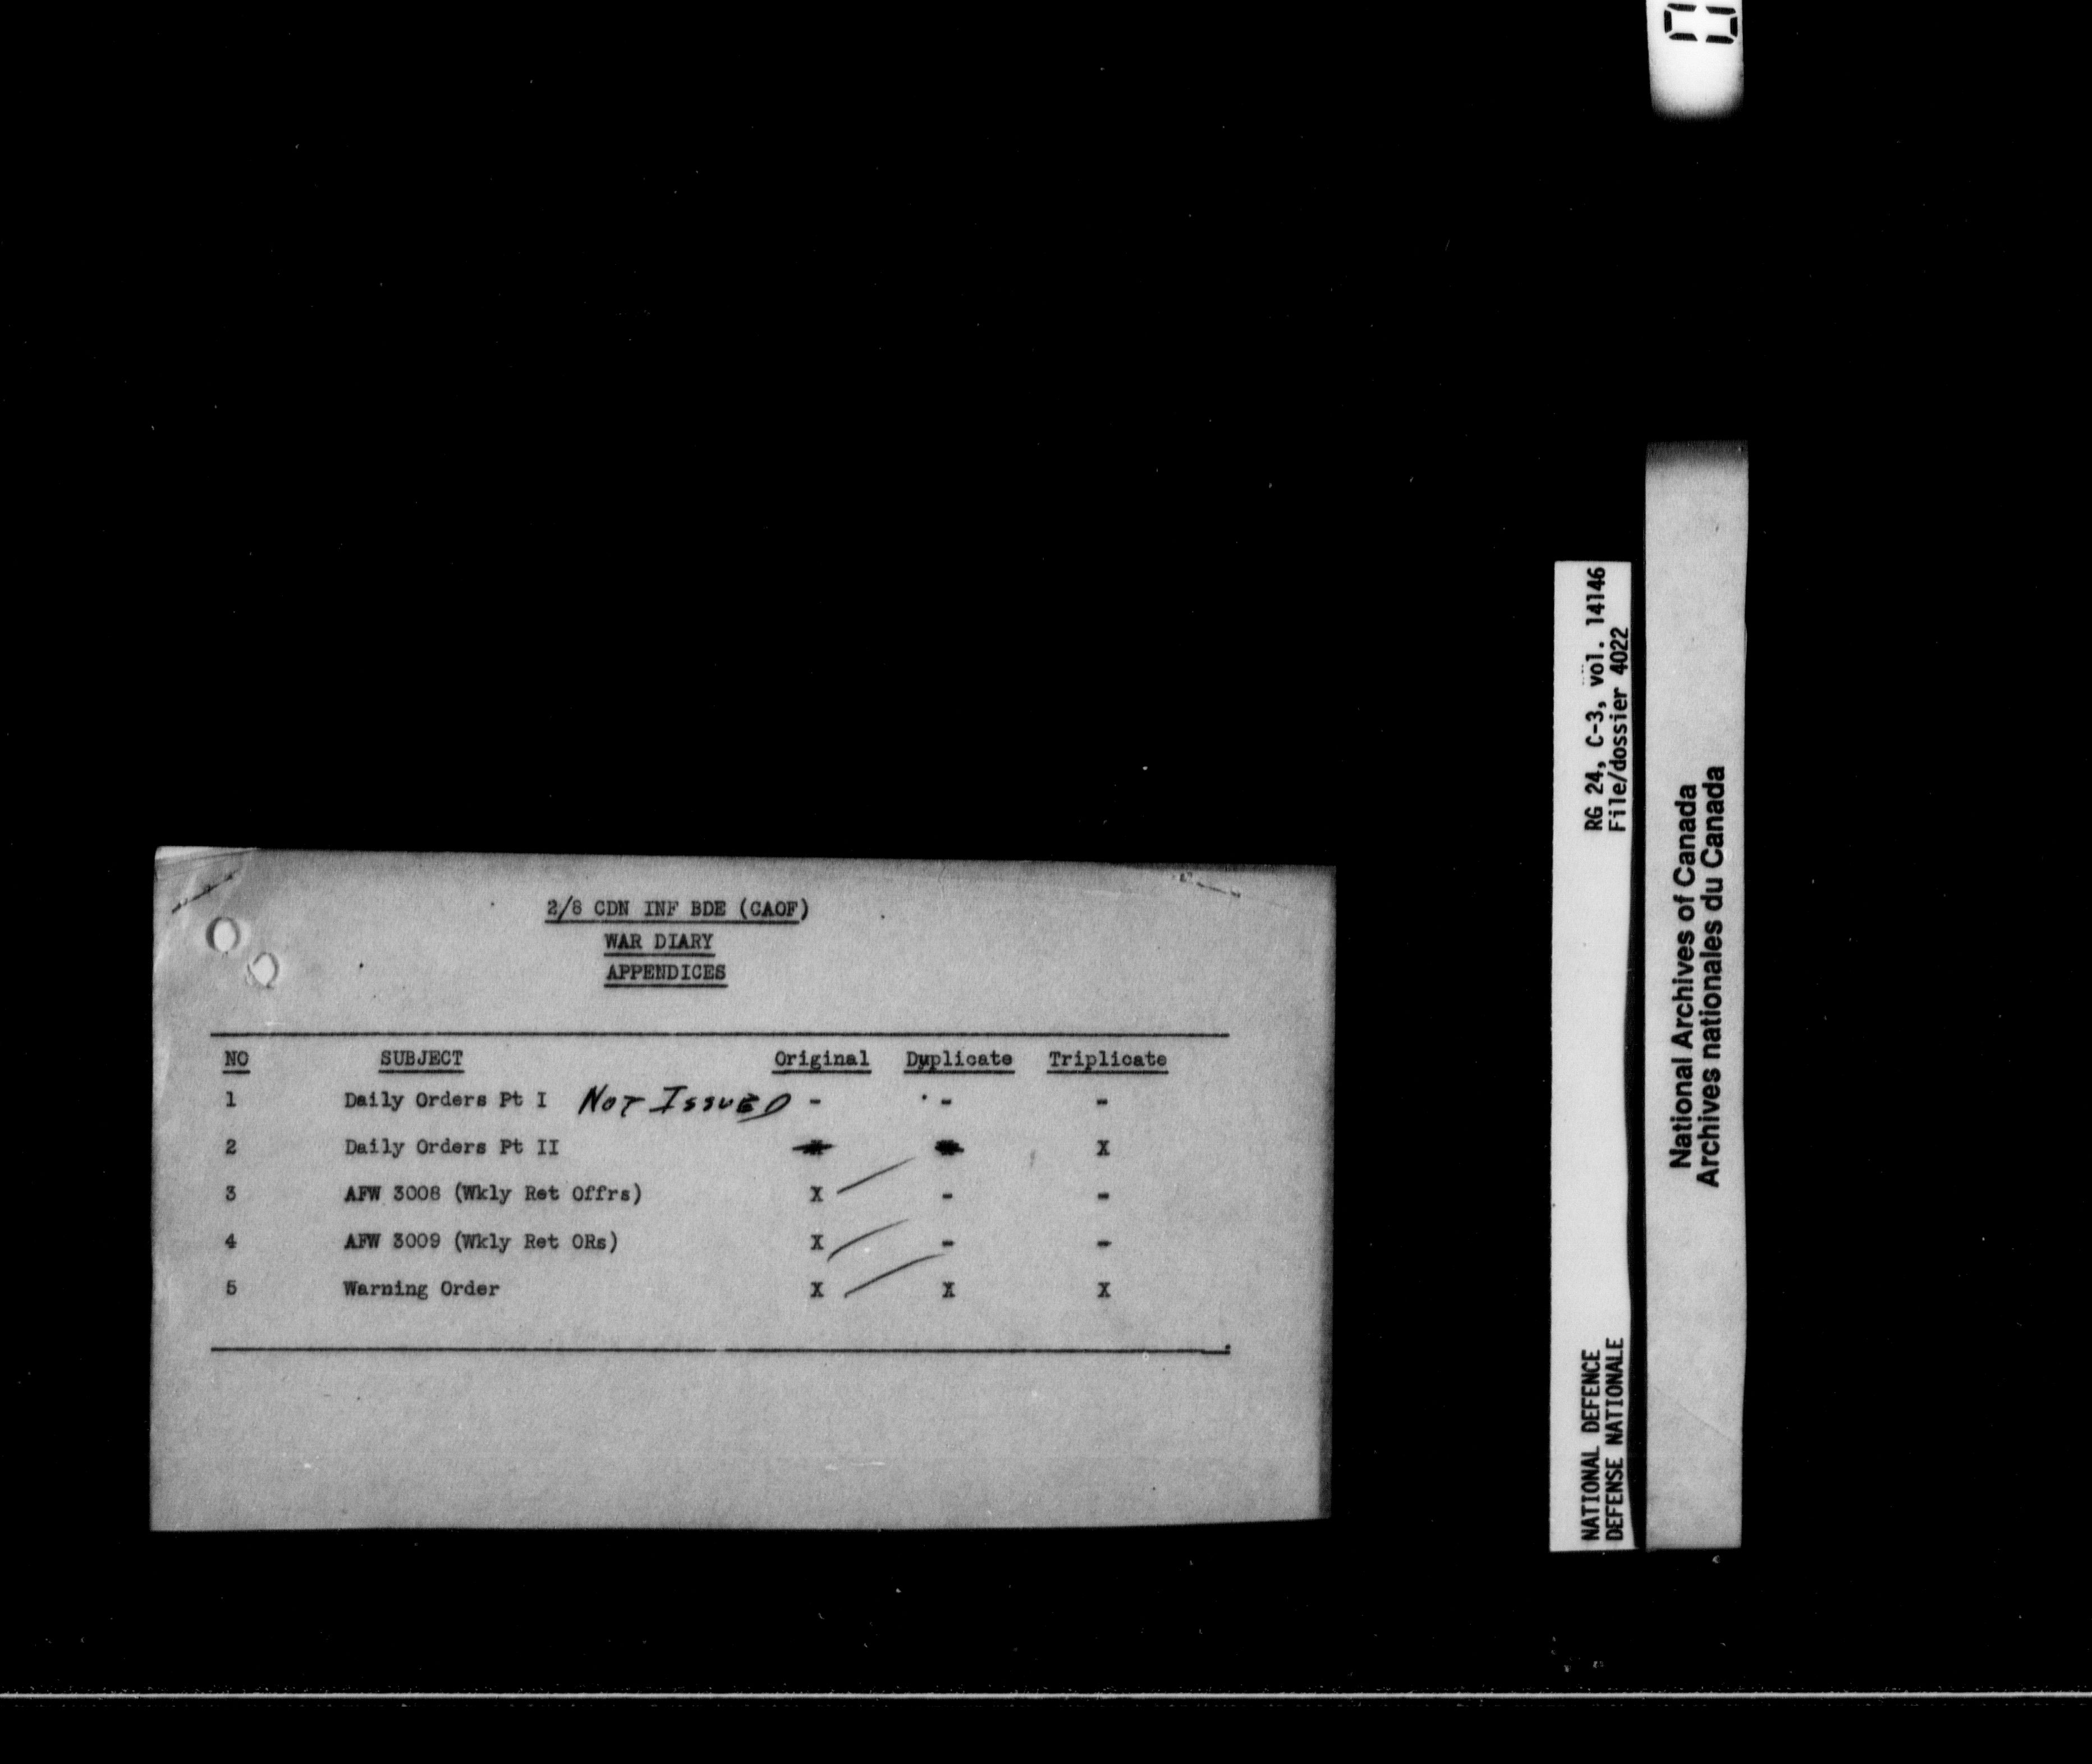 2/8 CDN INF BDE (CAOF)
WAR DIARY
APPENDICES
NO SUBJECT Original Duplicate Triplicate
1 Daily Orders Pt I NOT ISSUED - - -
2 Daily Orders Pt II X
3 AFW 3008 (Wkly Ret Offrs) X - -
4 AFW 3009 (Wkly Ret ORs) X - -
5 Warning Order X X X
RG 24, C-3, vol. 14146
File/dossier 4022
NATIONAL DEFENCE
DEFENSE NATIONALE
National Archives of Canada
Archives nationales du Canada